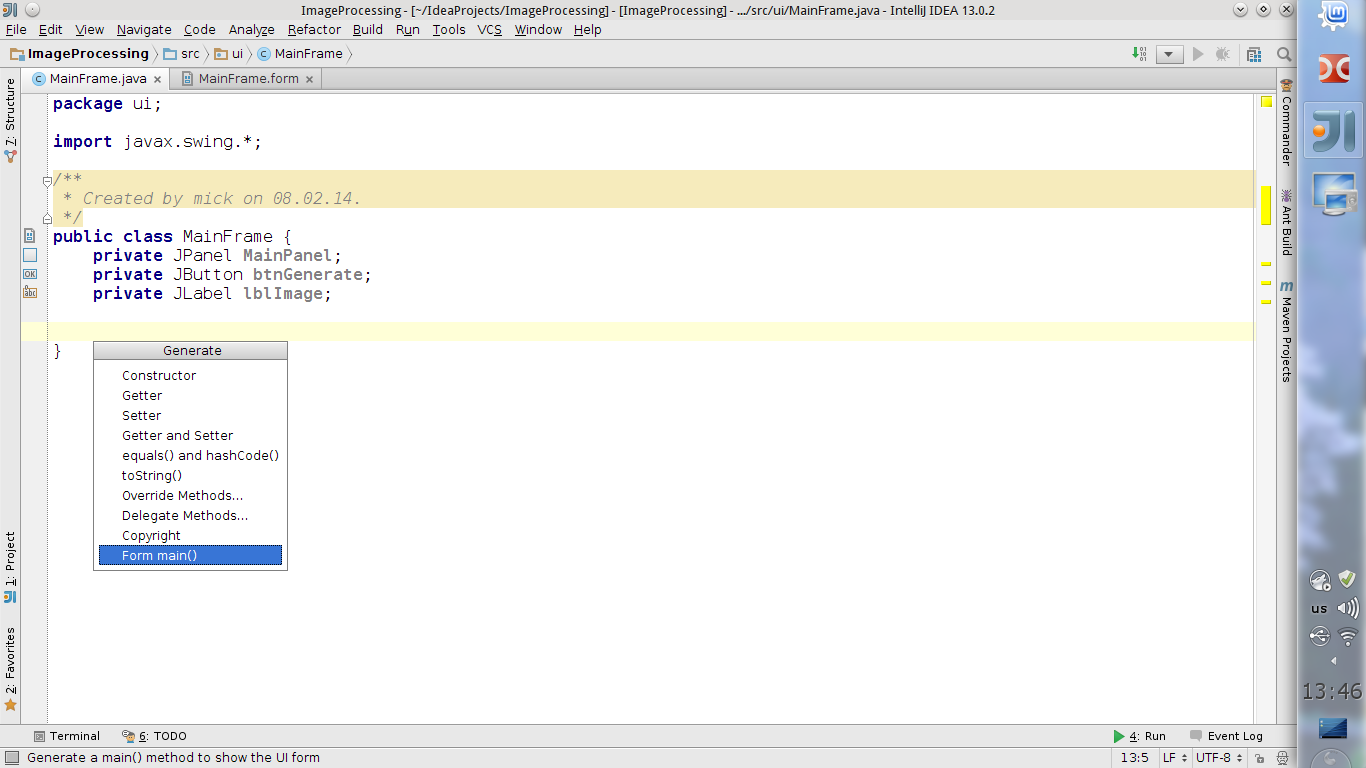 ImageProcessing - [~/IdeaProjects/ImageProcessing] - [ImageProcessing] - .../src/ui/MainFrame.java - IntelliJ IDEA 13.0.2
File Edit View Navigate Code Analyze Refactor Build Run Tools VCS Window Help
ImageProcessing src ui MainFrame
MainFrame.java MainFrame.form
package ui;
import javax.swing.*;
/**
* Created by mick on 08.02.14.
*/
public class MainFrame {
private JPanel MainPanel;
private JButton btnGenerate;
private JLabel lblImage;
}
Generate
Constructor
Getter
Setter
Getter and Setter
equals() and hashCode()
toString()
Override Methods...
Delegate Methods...
Copyright
Form main()
7: Structure
1: Project
2: Favorites
OK
abc
Commander
Ant Build
m
Maven Projects
us
13:46
Terminal 6: TODO 4: Run Event Log
Generate a main() method to show the UI form 13:5 LF UTF-8